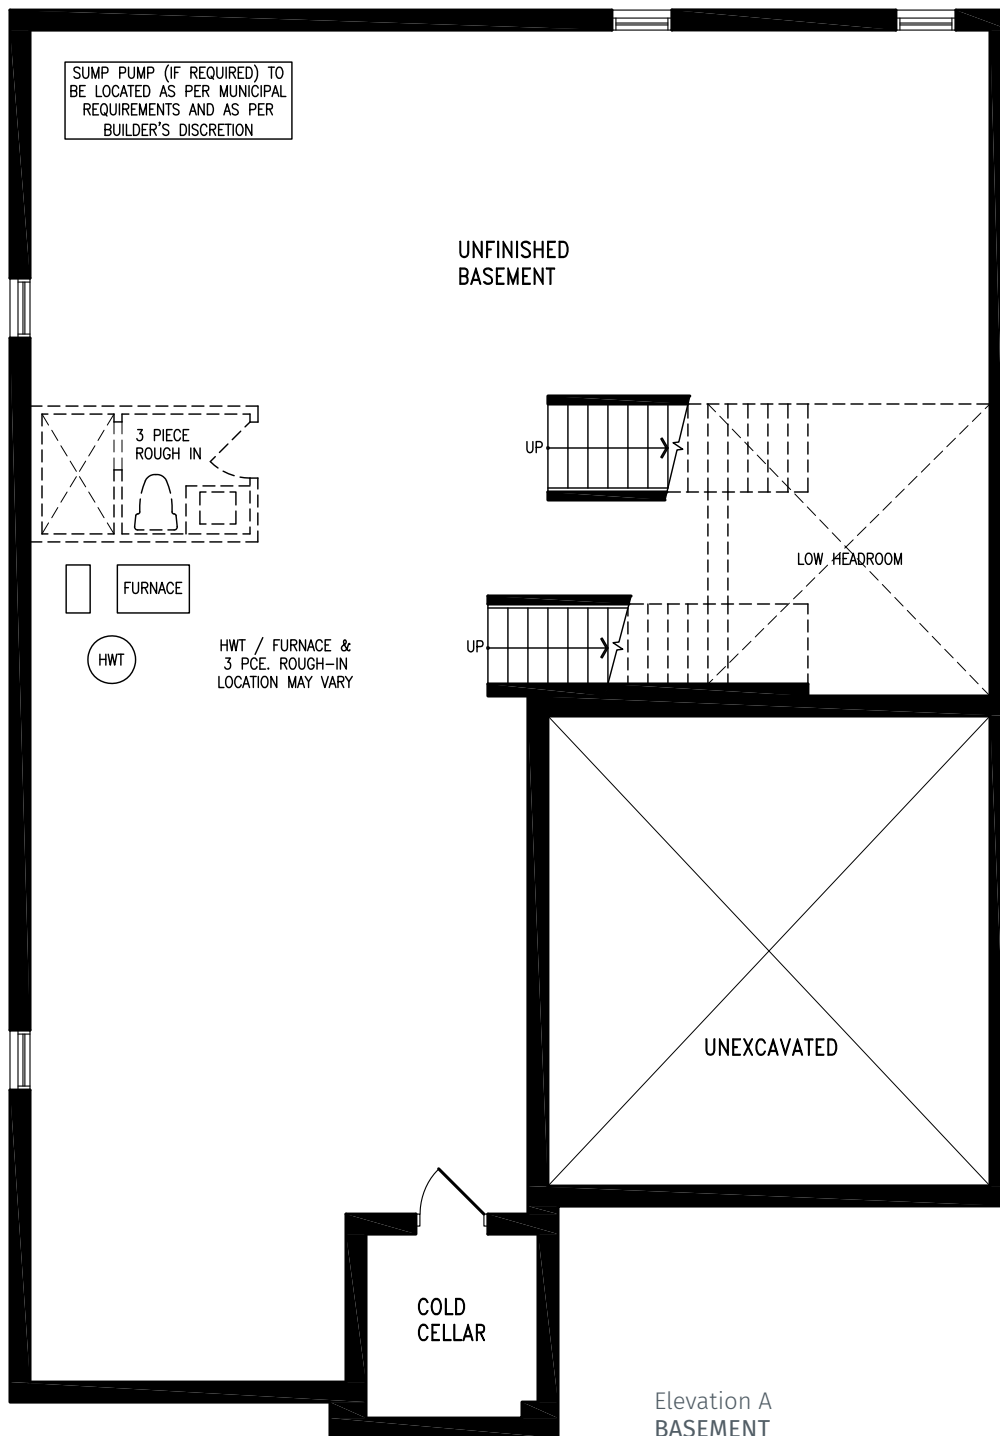 SUMP PUMP (IF REQUIRED) TO
BE LOCATED AS PER MUNICIPAL
REQUIREMENTS AND AS PER
BUILDER'S DISCRETION
UNFINISHED
BASEMENT
3 PIECE
ROUGH IN
UP
LOW HEADROOM
FURNACE
UP
HWT
HWT / FURNACE &
3 PCE. ROUGH-IN
LOCATION MAY VARY
UNEXCAVATED
COLD
CELLAR
Elevation A
BASEMENT